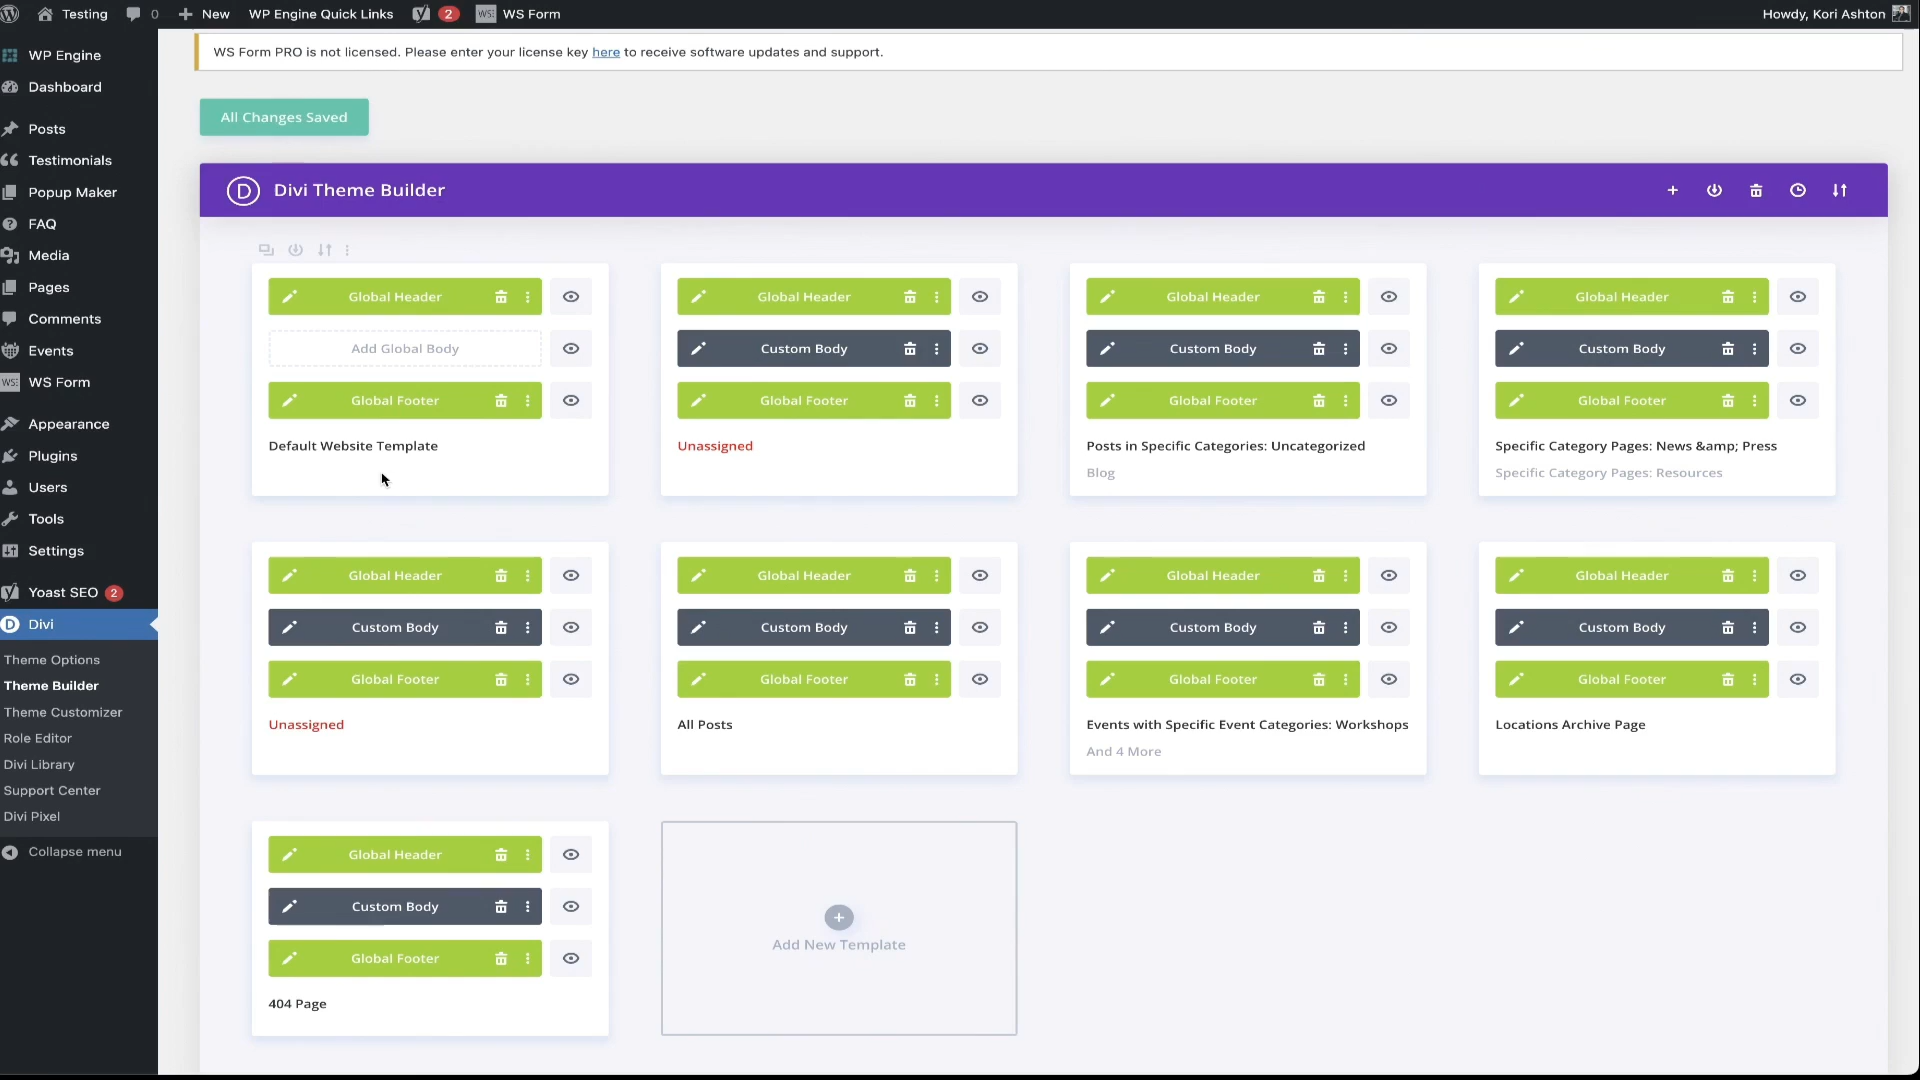 Testing
0
New
WP Engine Quick Links
2
WS Form
Howdy, Kori Ashton
WP Engine
Dashboard
Posts
Testimonials
Popup Maker
FAQ
Media
Pages
Comments
Events
WS Form
Appearance
Plugins
Users
Tools
Settings
Yoast SEO 2
Divi
Theme Options
Theme Builder
Theme Customizer
Role Editor
Divi Library
Support Center
Divi Pixel
Collapse menu
WS Form PRO is not licensed. Please enter your license key here to receive software updates and support.
All Changes Saved
D Divi Theme Builder
Global Header
Add Global Body
Global Footer
Default Website Template
Global Header
Custom Body
Global Footer
Unassigned
Global Header
Custom Body
Global Footer
Posts in Specific Categories: Uncategorized
Blog
Global Header
Custom Body
Global Footer
Specific Category Pages: News &amp; Press
Specific Category Pages: Resources
Global Header
Custom Body
Global Footer
Unassigned
Global Header
Custom Body
Global Footer
All Posts
Global Header
Custom Body
Global Footer
Events with Specific Event Categories: Workshops
And 4 More
Global Header
Custom Body
Global Footer
Locations Archive Page
Global Header
Custom Body
Global Footer
404 Page
Add New Template